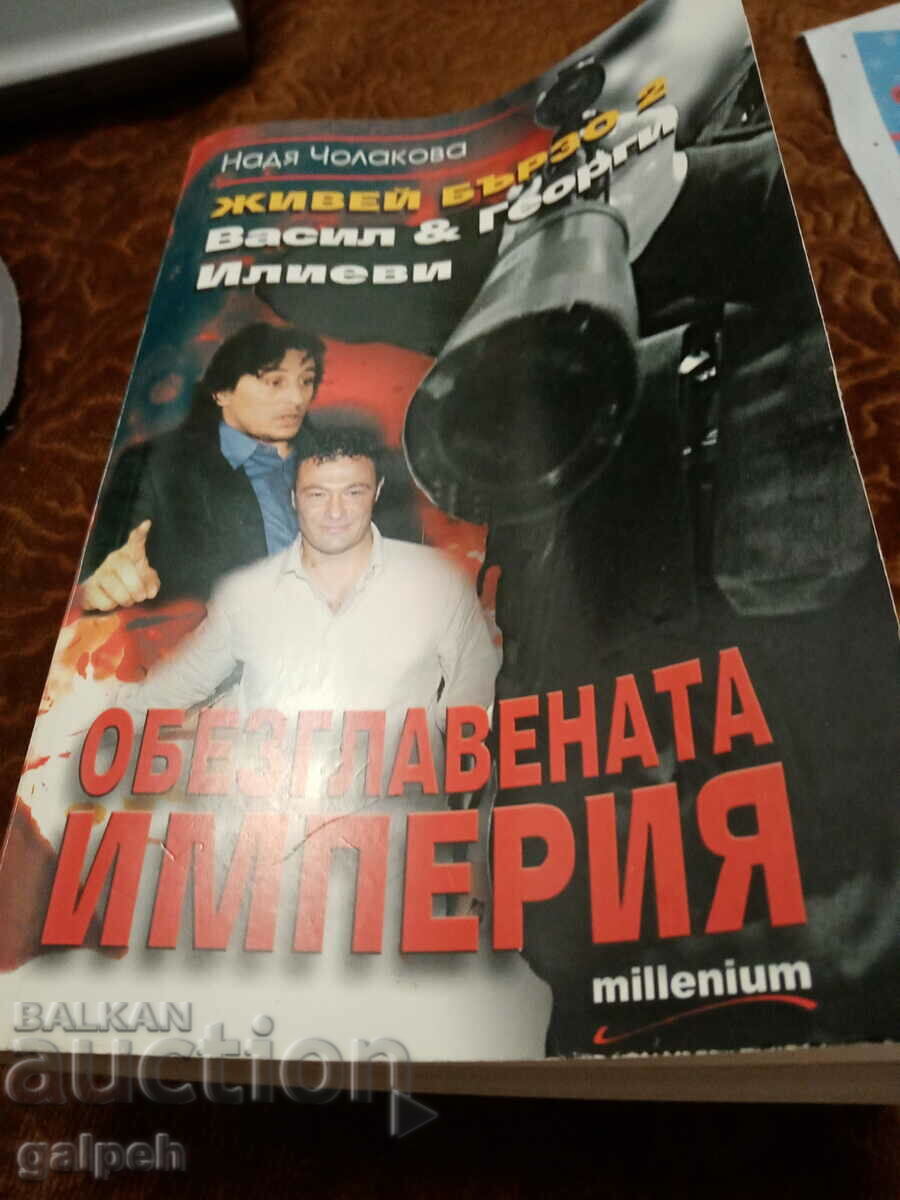 Надя Чолакова
ЖИВЕЙ БЪРЗО 2
Васил & Георги
Илиеви
ОБЕЗГЛАВЕНАТА
ИМПЕРИЯ
millenium
BALKAN
auction
galpeh